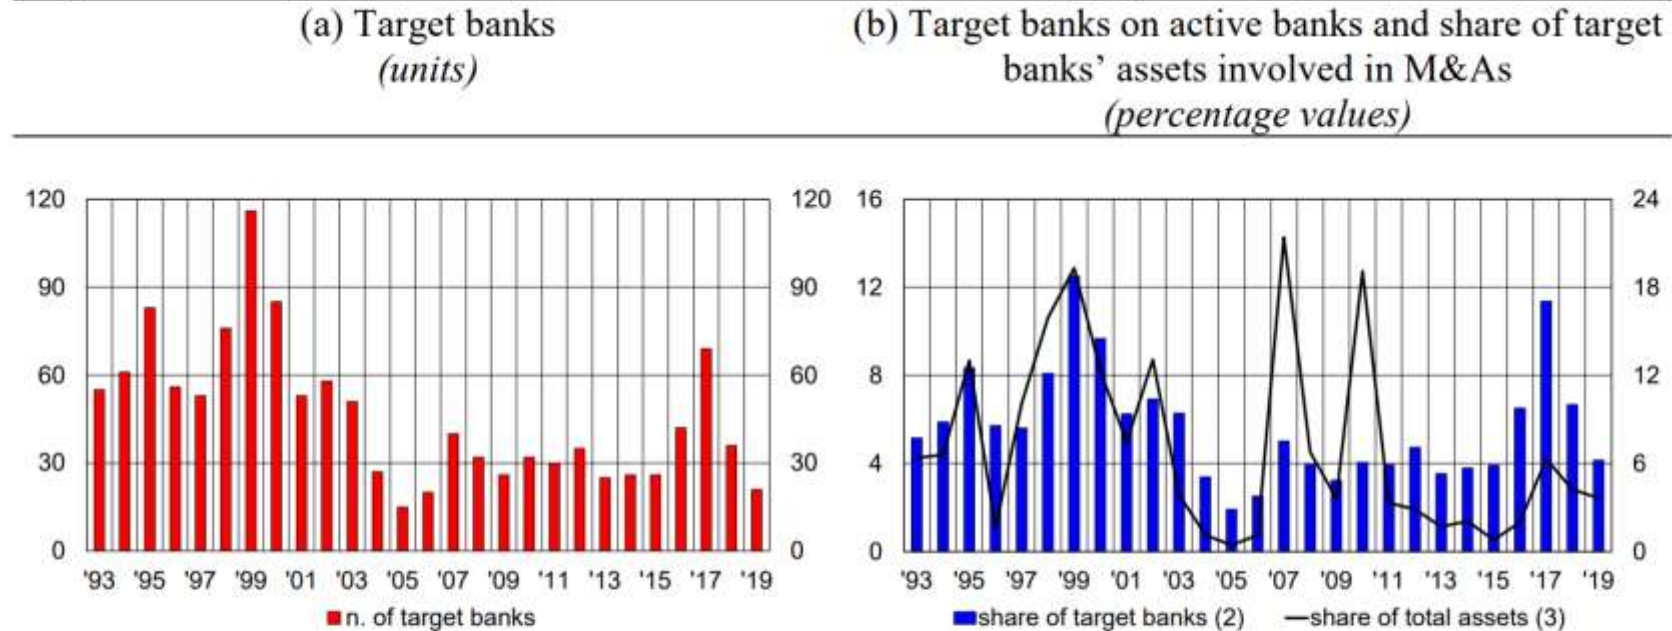 (a) Target banks
(units)
(b) Target banks on active banks and share of target
banks’ assets involved in M&As
(percentage values)
120 120
90 90
60 60
30 30
0 0
'93 '95 '97 '99 '01 '03 '05 '07 '09 '11 '13 '15 '17 '19
n. of target banks
16 24
12 18
8 12
4 6
0 0
'93 '95 '97 '99 '01 '03 '05 '07 '09 '11 '13 '15 '17 '19
share of target banks (2) share of total assets (3)